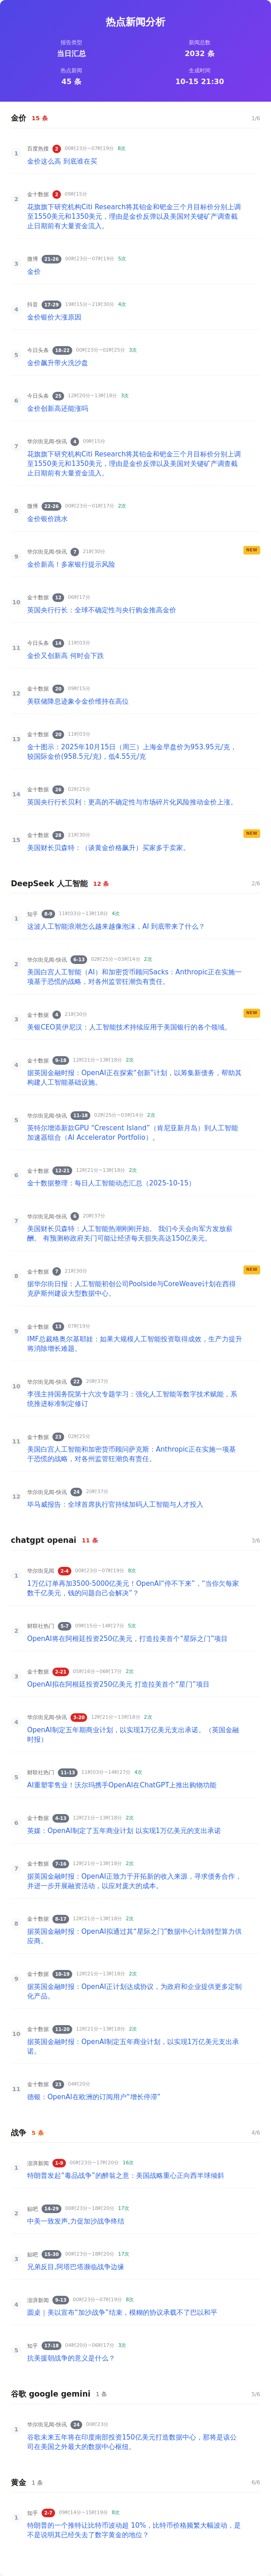 热点新闻分析
报告类型
当日汇总
新闻总数
2032 条
热点新闻
45 条
生成时间
10-15 21:30
金价 15 条 1/6
1
百度热搜 2 00时23分~07时19分 8次
金价这么高 到底谁在买
2
金十数据 2 09时15分
花旗旗下研究机构Citi Research将其铂金和钯金三个月目标价分别上调
至1550美元和1350美元，理由是金价反弹以及美国对关键矿产调查截
止日期前有大量资金流入。
3
微博 21-26 00时23分~07时19分 5次
金价
4
抖音 17-29 19时15分~21时30分 4次
金价银价大涨原因
5
今日头条 18-22 00时23分~02时25分 3次
金价飙升带火洗沙盘
6
今日头条 25 12时20分~13时18分 3次
金价创新高还能涨吗
7
华尔街见闻-快讯 4 09时15分
花旗旗下研究机构Citi Research将其铂金和钯金三个月目标价分别上调
至1550美元和1350美元，理由是金价反弹以及美国对关键矿产调查截
止日期前有大量资金流入。
8
微博 22-26 00时23分~01时17分 2次
金价银价跳水
9
华尔街见闻-快讯 7 21时30分 NEW
金价新高！多家银行提示风险
10
金十数据 12 06时17分
英国央行行长：全球不确定性与央行购金推高金价
11
今日头条 14 11时03分
金价又创新高 何时会下跌
12
金十数据 20 09时15分
美联储降息迹象令金价维持在高位
13
金十数据 20 11时03分
金十图示：2025年10月15日（周三）上海金早盘价为953.95元/克，
较国际金价(958.5元/克)，低4.55元/克
14
金十数据 26 02时25分
英国央行行长贝利：更高的不确定性与市场碎片化风险推动金价上涨。
15
金十数据 28 21时30分 NEW
美国财长贝森特：（谈黄金价格飙升）买家多于卖家。
DeepSeek 人工智能 12 条 2/6
1
知乎 8-9 11时03分~13时18分 4次
这波人工智能浪潮怎么越来越像泡沫，AI 到底带来了什么？
2
华尔街见闻-快讯 6-13 02时25分~03时14分 2次
美国白宫人工智能（AI）和加密货币顾问Sacks：Anthropic正在实施一
项基于恐慌的战略，对各州监管狂潮负有责任。
3
金十数据 4 21时30分 NEW
美银CEO莫伊尼汉：人工智能技术持续应用于美国银行的各个领域。
4
金十数据 9-18 12时21分~13时18分 2次
据英国金融时报：OpenAI正在探索“创新”计划，以筹集新债务，帮助其
构建人工智能基础设施。
5
华尔街见闻-快讯 11-18 02时25分~03时14分 2次
英特尔增添新款GPU “Crescent Island”（肯尼亚新月岛）到人工智能
加速器组合（AI Accelerator Portfolio）。
6
金十数据 12-21 12时21分~13时18分 2次
金十数据整理：每日人工智能动态汇总（2025-10-15）
7
华尔街见闻-快讯 6 20时37分
美国财长贝森特：人工智能热潮刚刚开始。 我们今天会向军方发放薪
酬。 有预测称政府关门可能让经济每天损失高达150亿美元。
8
金十数据 7 21时30分 NEW
据华尔街日报：人工智能初创公司Poolside与CoreWeave计划在西得
克萨斯州建设大型数据中心。
9
金十数据 13 07时19分
IMF总裁格奥尔基耶娃：如果大规模人工智能投资取得成效，生产力提升
将消除增长难题。
10
华尔街见闻-快讯 22 20时37分
李强主持国务院第十六次专题学习：强化人工智能等数字技术赋能，系
统推进标准制定修订
11
金十数据 23 02时25分
美国白宫人工智能和加密货币顾问萨克斯：Anthropic正在实施一项基
于恐慌的战略，对各州监管狂潮负有责任。
12
华尔街见闻-快讯 24 20时37分
毕马威报告：全球首席执行官持续加码人工智能与人才投入
chatgpt openai 11 条 3/6
1
华尔街见闻 2-4 00时23分~07时19分 8次
1万亿订单再加3500-5000亿美元！OpenAI“停不下来”，“当你欠每家
数千亿美元，钱的问题自己会解决”？
2
财联社热门 5-7 09时15分~14时27分 5次
OpenAI将在阿根廷投资250亿美元，打造拉美首个“星际之门”项目
3
金十数据 2-21 05时16分~06时17分 2次
OpenAI拟在阿根廷投资250亿美元 打造拉美首个“星门”项目
4
华尔街见闻-快讯 3-20 12时21分~13时18分 2次
OpenAI制定五年期商业计划，以实现1万亿美元支出承诺。（英国金融
时报）
5
财联社热门 11-13 11时03分~14时27分 4次
AI重塑零售业！沃尔玛携手OpenAI在ChatGPT上推出购物功能
6
金十数据 4-13 12时21分~13时18分 2次
英媒：OpenAI制定了五年商业计划 以实现1万亿美元的支出承诺
7
金十数据 7-16 12时21分~13时18分 2次
据英国金融时报：OpenAI正致力于开拓新的收入来源，寻求债务合作，
并进一步开展融资活动，以应对庞大的成本。
8
金十数据 8-17 12时21分~13时18分 2次
据英国金融时报：OpenAI拟通过其“星际之门”数据中心计划转型算力供
应商。
9
金十数据 10-19 12时21分~13时18分 2次
据英国金融时报：OpenAI正计划达成协议，为政府和企业提供更多定制
化产品。
10
金十数据 11-20 12时21分~13时18分 2次
据英国金融时报：OpenAI制定五年商业计划，以实现1万亿美元支出承
诺。
11
金十数据 23 04时20分
德银：OpenAI在欧洲的订阅用户“增长停滞”
战争 5 条 4/6
1
澎湃新闻 1-9 00时23分~17时20分 16次
特朗普发起“毒品战争”的醉翁之意：美国战略重心正向西半球倾斜
2
贴吧 14-29 00时23分~18时20分 17次
中美一致发声,力促加沙战争终结
3
贴吧 15-30 00时23分~18时20分 17次
兄弟反目,阿塔巴塔濒临战争边缘
4
澎湃新闻 9-13 00时23分~07时19分 8次
圆桌｜美以宣布“加沙战争”结束，模糊的协议承载不了巴以和平
5
知乎 17-19 04时20分~06时17分 3次
抗美援朝战争的意义是什么？
谷歌 google gemini 1 条 5/6
1
华尔街见闻-快讯 24 00时23分
谷歌未来五年将在印度南部投资150亿美元打造数据中心，那将是该公
司在美国之外最大的数据中心枢纽。
黄金 1 条 6/6
1
知乎 2-7 09时14分~15时19分 8次
特朗普的一个推特让比特币波动超 10%，比特币价格频繁大幅波动，是
不是说明其已经失去了数字黄金的地位？